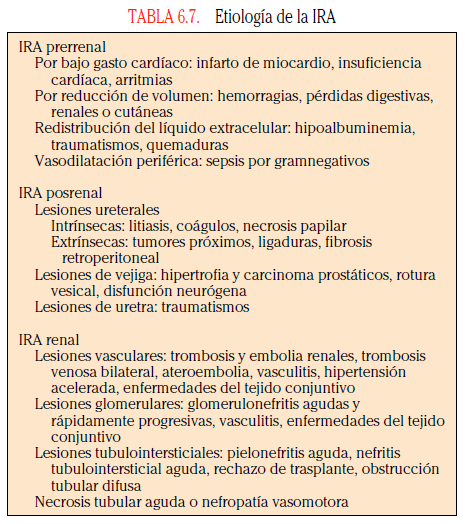 TABLA 6.7. Etiología de la IRA
IRA prerrenal
Por bajo gasto cardíaco: infarto de miocardio, insuficiencia
cardíaca, arritmias
Por reducción de volumen: hemorragias, pérdidas digestivas,
renales o cutáneas
Redistribución del líquido extracelular: hipoalbuminemia,
traumatismos, quemaduras
Vasodilatación periférica: sepsis por gramnegativos
IRA posrenal
Lesiones ureterales
Intrínsecas: litiasis, coágulos, necrosis papilar
Extrínsecas: tumores próximos, ligaduras, fibrosis
retroperitoneal
Lesiones de vejiga: hipertrofia y carcinoma prostáticos, rotura
vesical, disfunción neurógena
Lesiones de uretra: traumatismos
IRA renal
Lesiones vasculares: trombosis y embolia renales, trombosis
venosa bilateral, ateroembolia, vasculitis, hipertensión
acelerada, enfermedades del tejido conjuntivo
Lesiones glomerulares: glomerulonefritis agudas y
rápidamente progresivas, vasculitis, enfermedades del tejido
conjuntivo
Lesiones tubulointersticiales: pielonefritis aguda, nefritis
tubulointersticial aguda, rechazo de trasplante, obstrucción
tubular difusa
Necrosis tubular aguda o nefropatía vasomotora